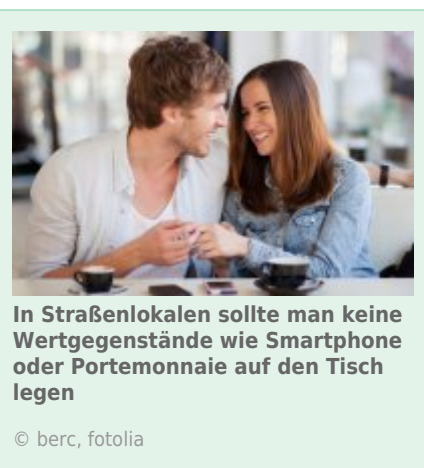 In Straßenlokalen sollte man keine
Wertgegenstände wie Smartphone
oder Portemonnaie auf den Tisch
legen
© berc, fotolia